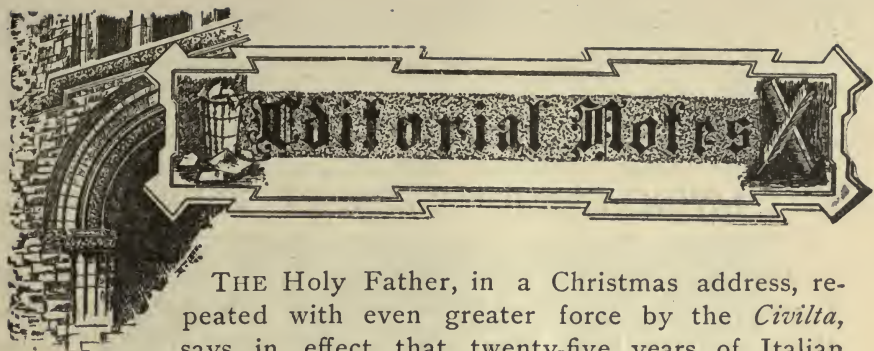 Editorial Notes
THE Holy Father, in a Christmas address, re-
peated with even greater force by the Civilta,
says in effect that twenty-five years of Italian